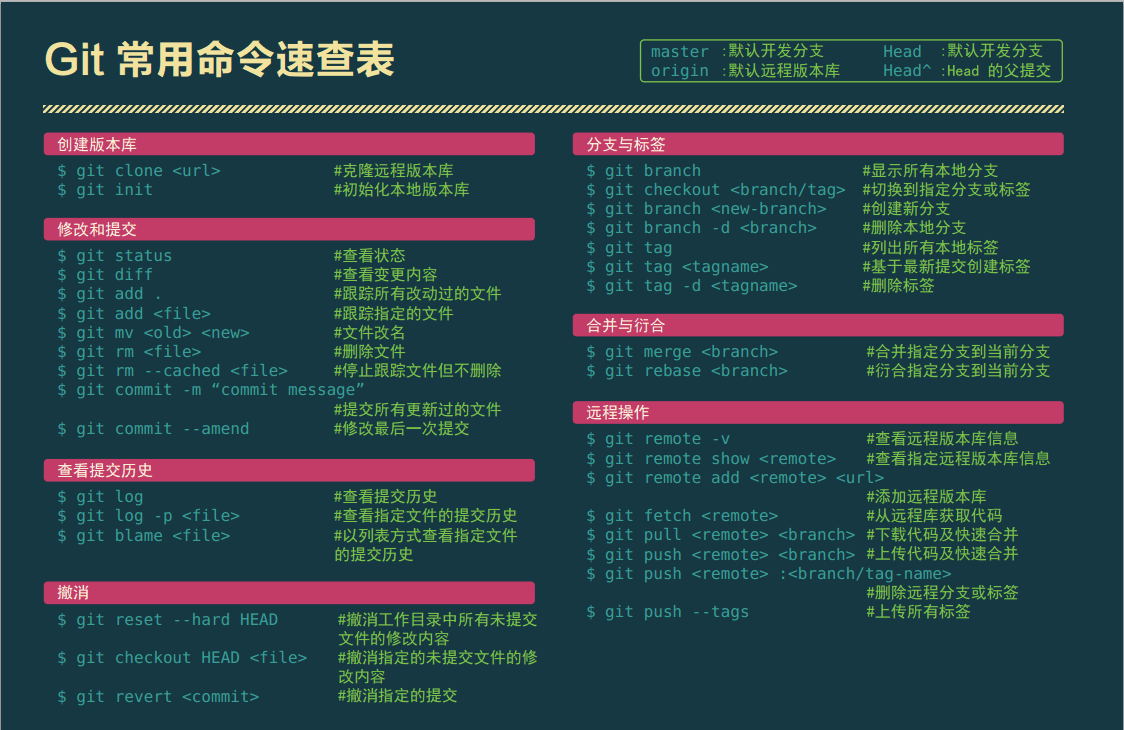 Git 常用命令速查表
master :默认开发分支 Head :默认开发分支
origin :默认远程版本库 Head^ :Head 的父提交
创建版本库
$ git clone <url> #克隆远程版本库
$ git init #初始化本地版本库
修改和提交
$ git status #查看状态
$ git diff #查看变更内容
$ git add . #跟踪所有改动过的文件
$ git add <file> #跟踪指定的文件
$ git mv <old> <new> #文件改名
$ git rm <file> #删除文件
$ git rm --cached <file> #停止跟踪文件但不删除
$ git commit -m “commit message”
#提交所有更新过的文件
$ git commit --amend #修改最后一次提交
查看提交历史
$ git log #查看提交历史
$ git log -p <file> #查看指定文件的提交历史
$ git blame <file> #以列表方式查看指定文件
的提交历史
撤消
$ git reset --hard HEAD #撤消工作目录中所有未提交
文件的修改内容
$ git checkout HEAD <file> #撤消指定的未提交文件的修
改内容
$ git revert <commit> #撤消指定的提交
分支与标签
$ git branch #显示所有本地分支
$ git checkout <branch/tag> #切换到指定分支或标签
$ git branch <new-branch> #创建新分支
$ git branch -d <branch> #删除本地分支
$ git tag #列出所有本地标签
$ git tag <tagname> #基于最新提交创建标签
$ git tag -d <tagname> #删除标签
合并与衍合
$ git merge <branch> #合并指定分支到当前分支
$ git rebase <branch> #衍合指定分支到当前分支
远程操作
$ git remote -v #查看远程版本库信息
$ git remote show <remote> #查看指定远程版本库信息
$ git remote add <remote> <url>
#添加远程版本库
$ git fetch <remote> #从远程库获取代码
$ git pull <remote> <branch> #下载代码及快速合并
$ git push <remote> <branch> #上传代码及快速合并
$ git push <remote> :<branch/tag-name>
#删除远程分支或标签
$ git push --tags #上传所有标签